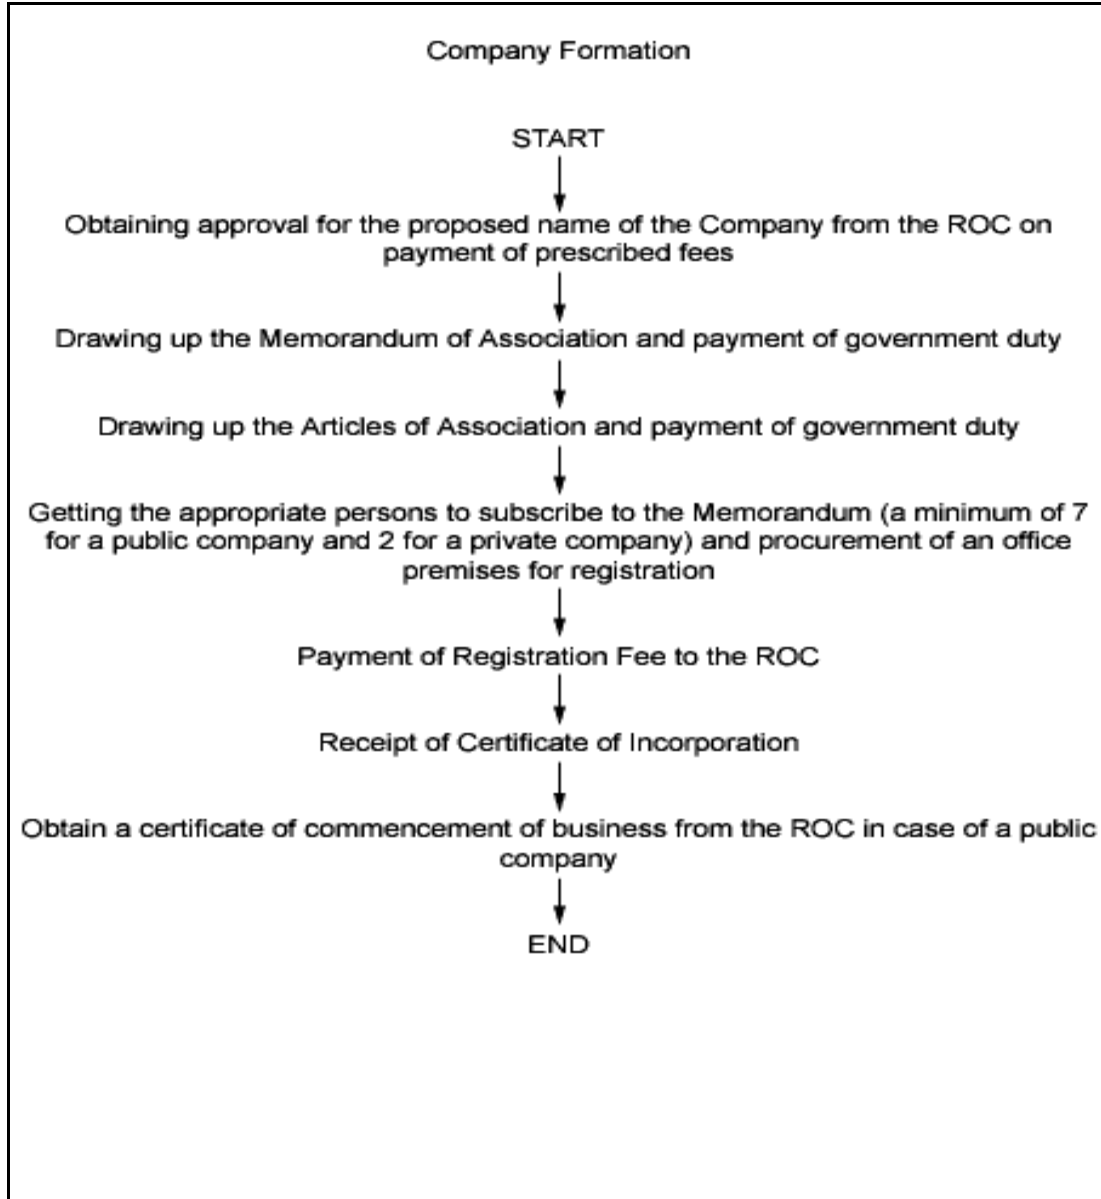 Company Formation
START
Obtaining approval for the proposed name of the Company from the ROC on
payment of prescribed fees
Drawing up the Memorandum of Association and payment of government duty
Drawing up the Articles of Association and payment of government duty
Getting the appropriate persons to subscribe to the Memorandum (a minimum of 7
for a public company and 2 for a private company) and procurement of an office
premises for registration
Payment of Registration Fee to the ROC
Receipt of Certificate of Incorporation
Obtain a certificate of commencement of business from the ROC in case of a public
company
END